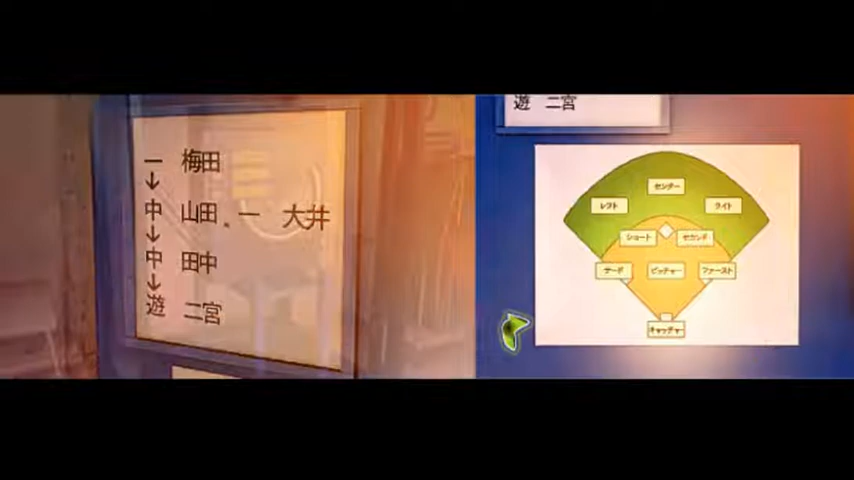 一 梅田
↓
中 山田、一 大井
↓
中 田中
↓
遊 二宮
遊 二宮
センター
レフト ライト
ショート セカンド
サード ピッチャー ファースト
キャッチャー